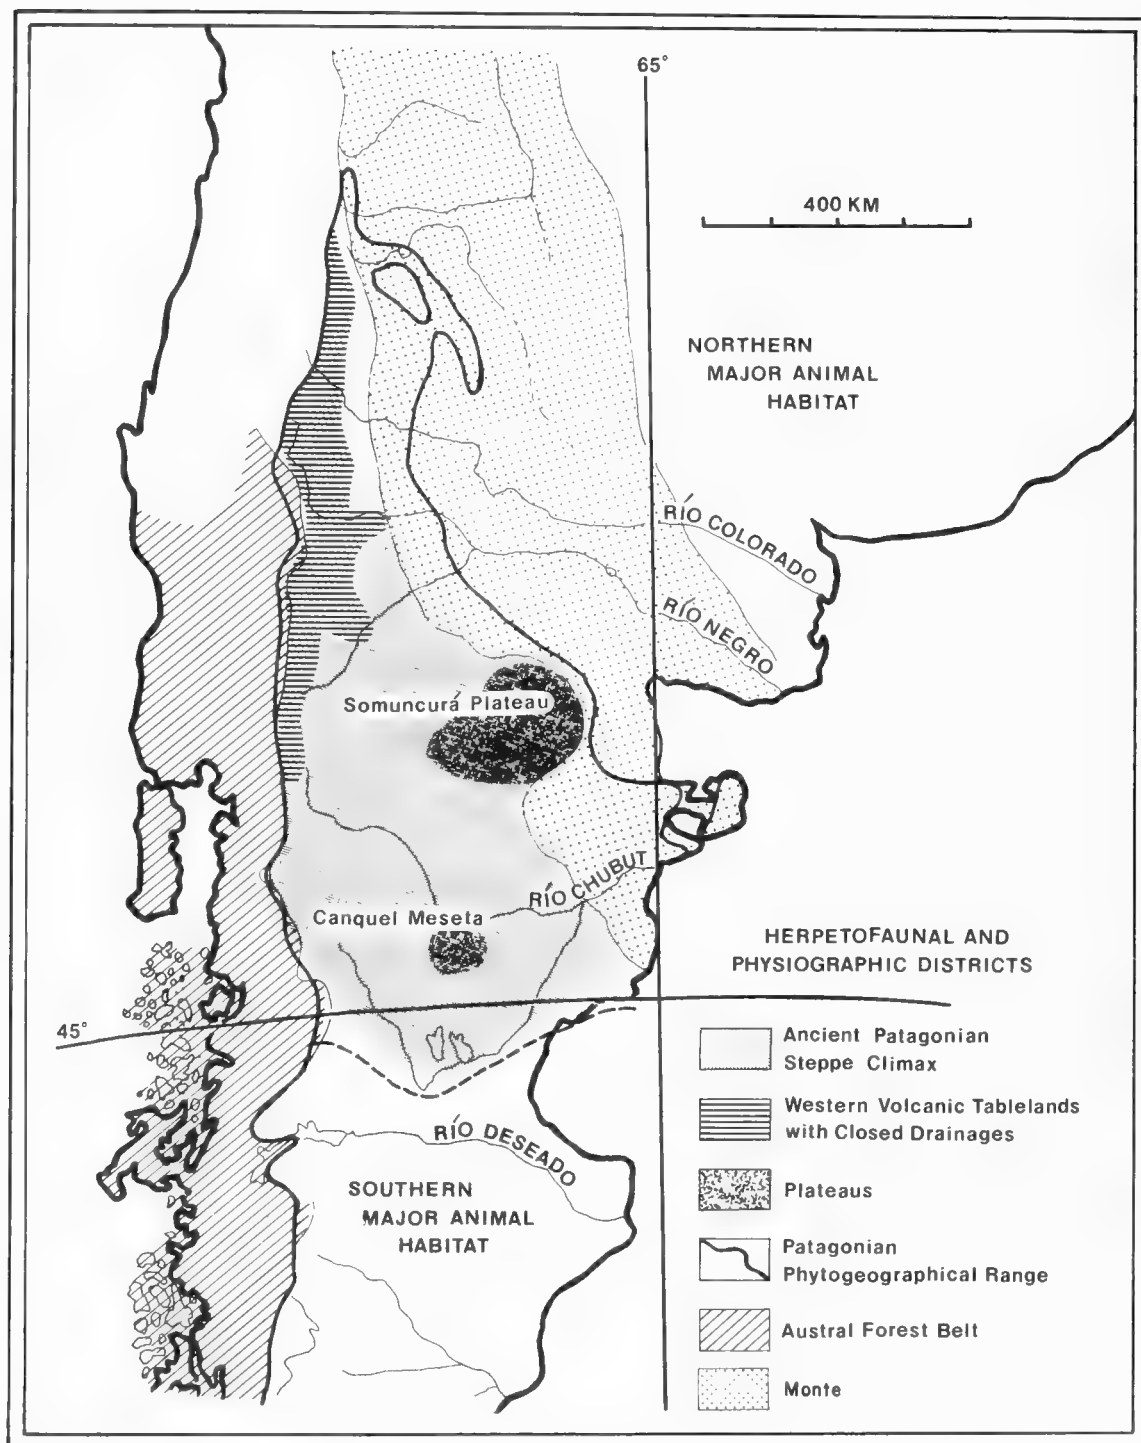 65°
400 KM
NORTHERN
MAJOR ANIMAL
HABITAT
RÍO COLORADO
RÍO NEGRO
Somuncurá Plateau
RÍO CHUBUT
Canquel Meseta
HERPETOFAUNAL AND
PHYSIOGRAPHIC DISTRICTS
45°
Ancient Patagonian
Steppe Climax
Western Volcanic Tablelands
with Closed Drainages
RÍO DESEADO
Plateaus
SOUTHERN
MAJOR ANIMAL
HABITAT
Patagonian
Phytogeographical Range
Austral Forest Belt
Monte